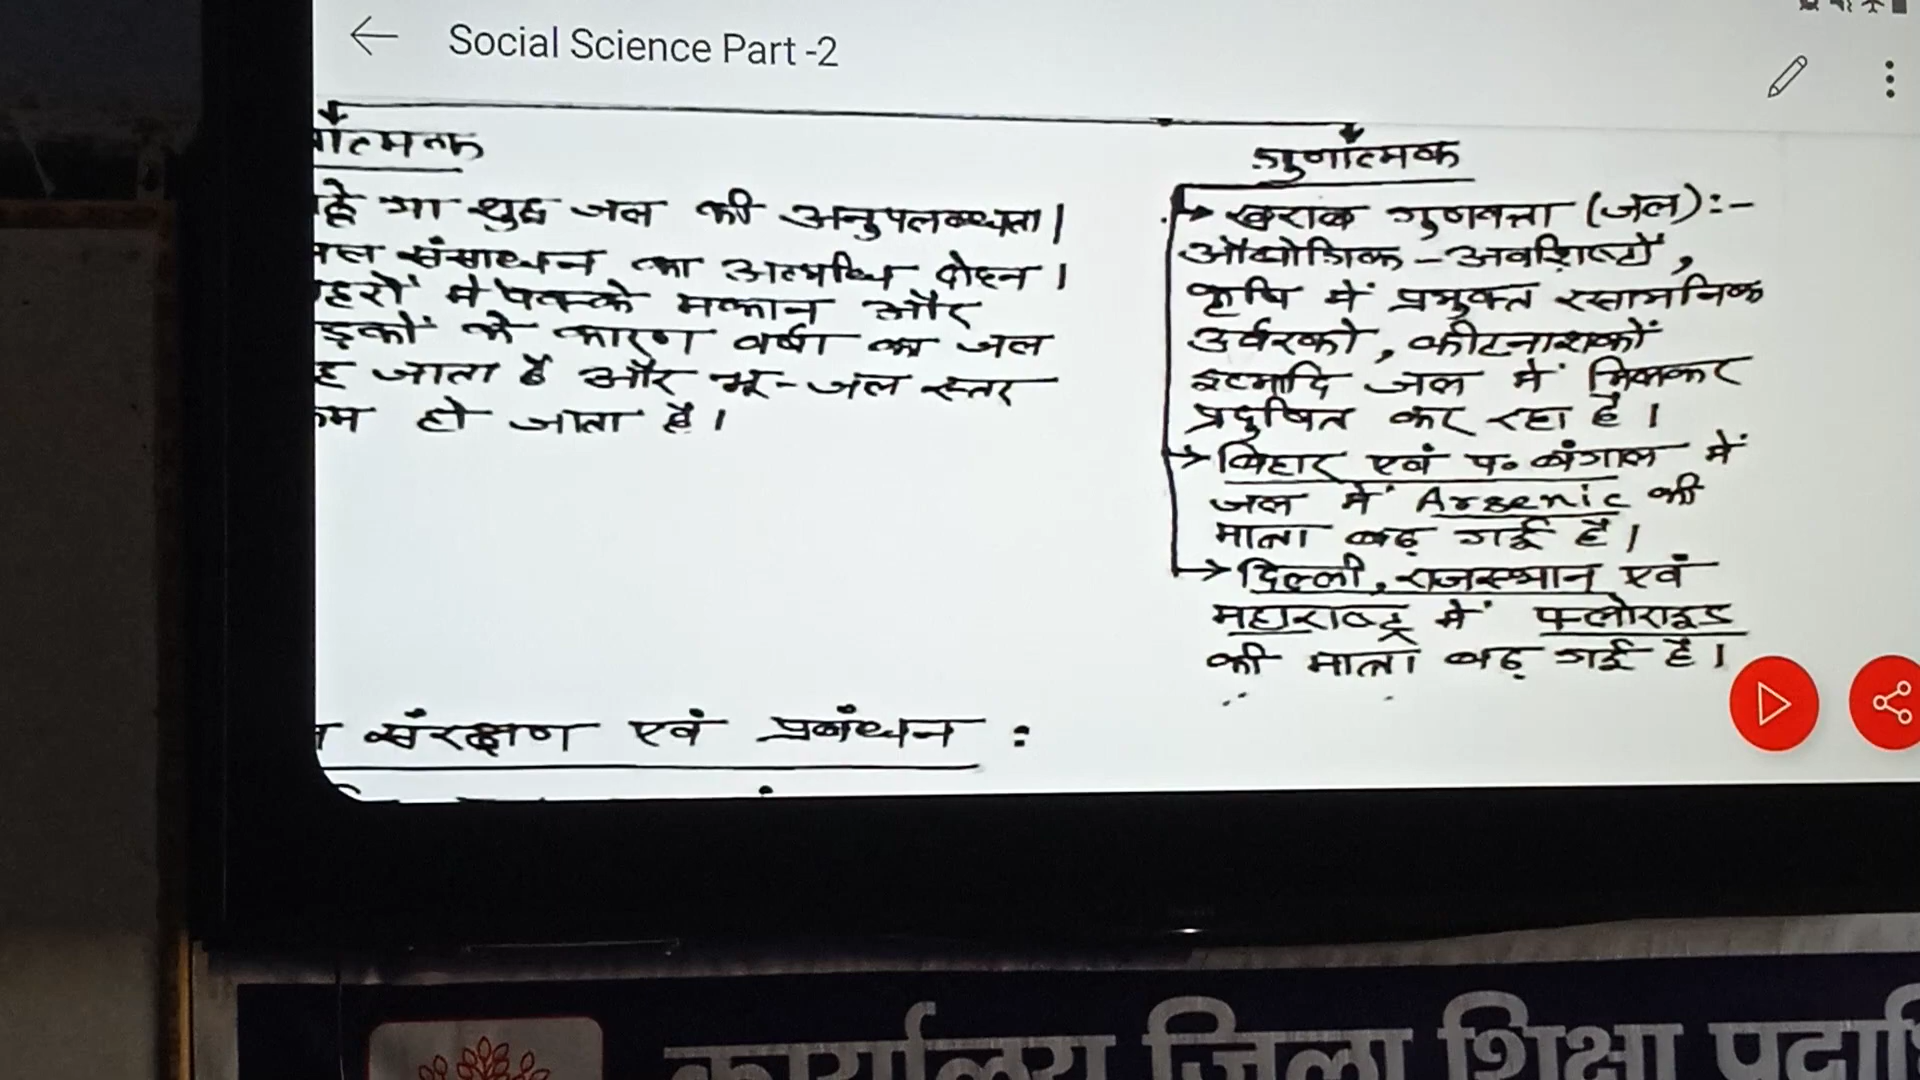 Social Science Part -2
र्ात्मक
हे या शुद्ध जल की अनुपलब्धता।
जल संसाधन का अत्यधि दोहन।
हरों में पक्के मकान और
ड़कों के कारण वर्षा का जल
ह जाता है और भू-जल स्तर
कम हो जाता है।
गुणात्मक
→ खराब गुणवत्ता (जल):-
औद्योगिक-अवशिष्टों,
कृषि में प्रयुक्त रसायनिक
उर्वरकों, कीटनाशकों
इत्यादि जल में मिलकर
प्रदुषित कर रहा है।
→ बिहार एवं प० बंगाल में
जल में Arsenic की
मात्रा बढ़ गई है।
→ दिल्ली, राजस्थान एवं
महाराष्ट्र में फ्लोराइड
की मात्रा बढ़ गई है।
संरक्षण एवं प्रबंधन :
कार्यालय जिला शिक्षा पदाधि